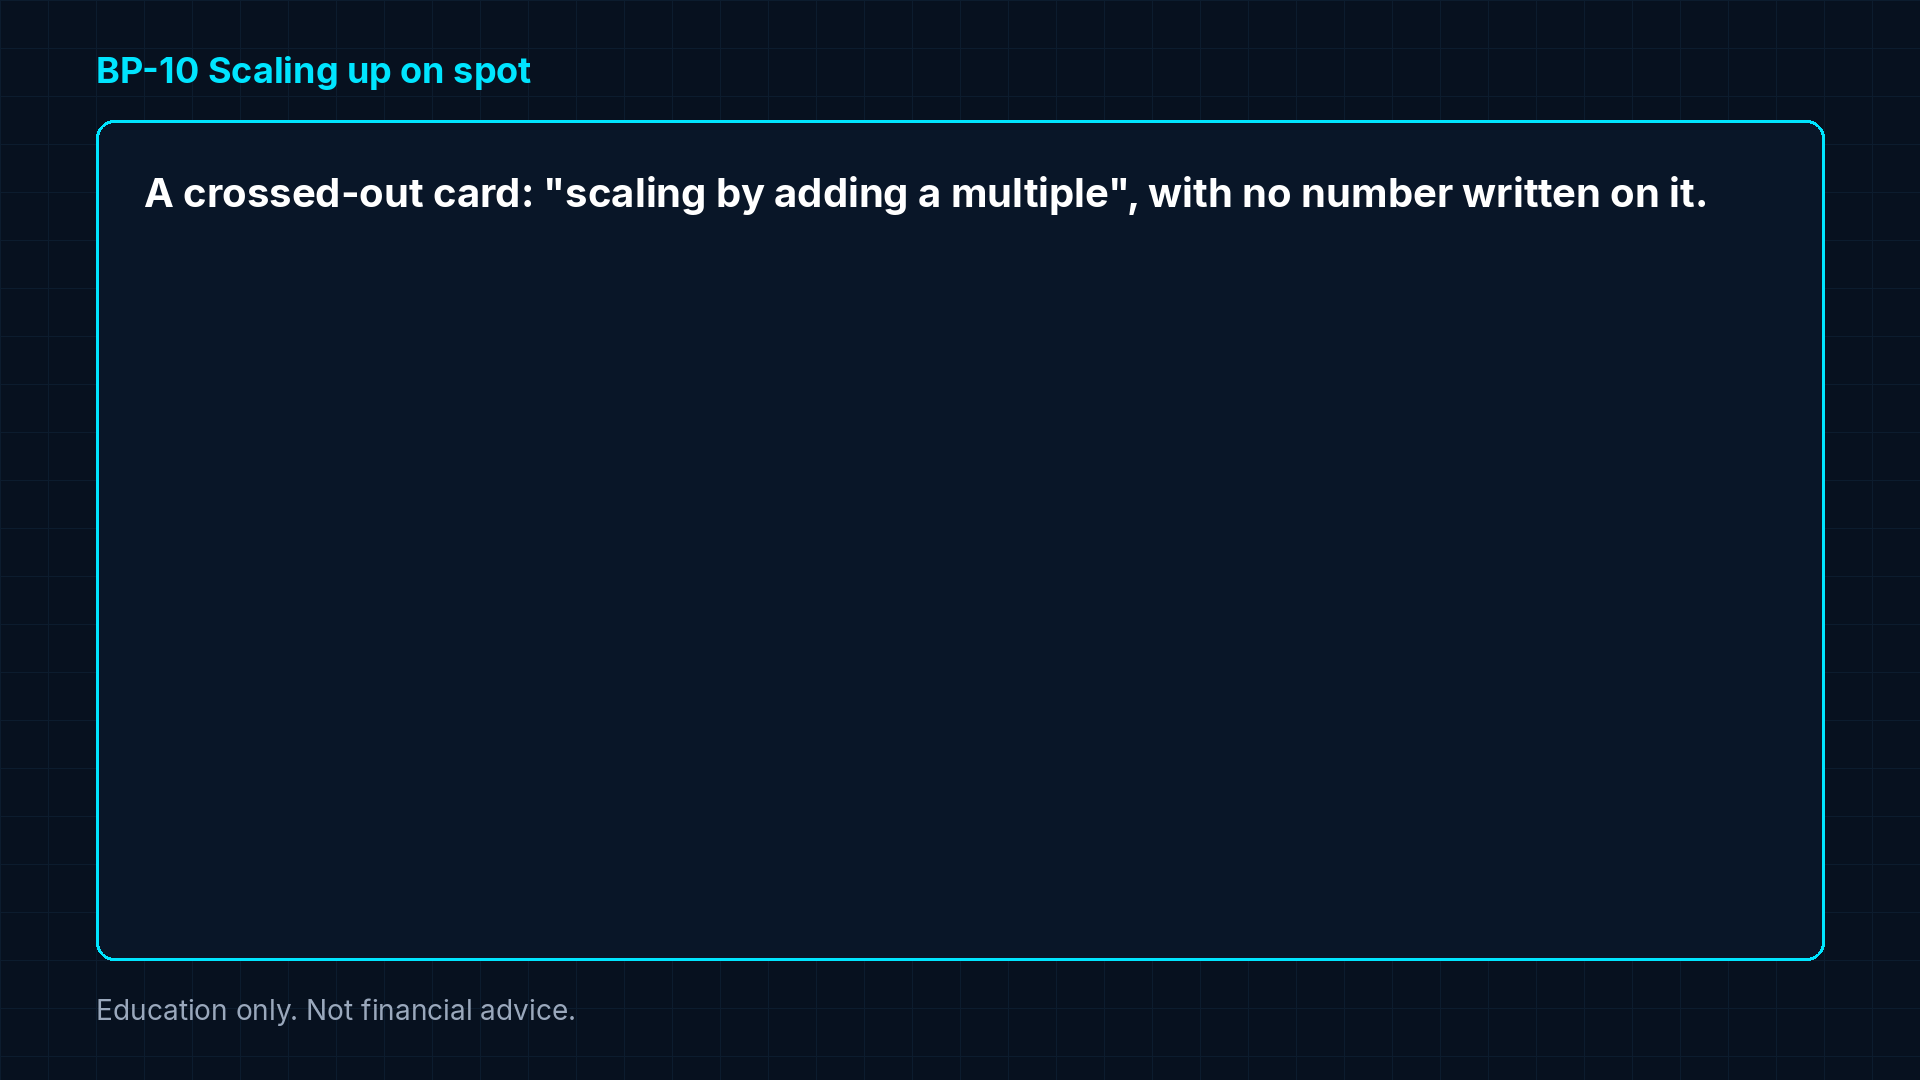 BP-10 Scaling up on spot
A crossed-out card: "scaling by adding a multiple", with no number written on it.
Education only. Not financial advice.